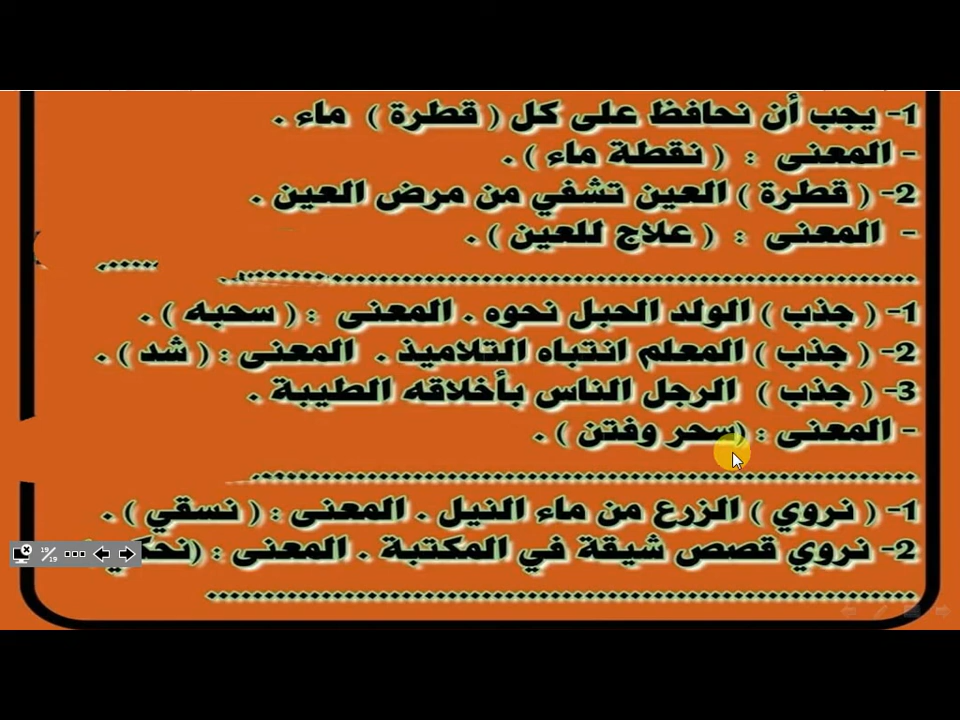 1- يجب أن نحافظ على كل ( قطرة ) ماء .
- المعنى : ( نقطة ماء ) .
2- ( قطرة ) العين تشفي من مرض العين .
- المعنى : ( علاج للعين ) .
1- ( جذب ) الولد الحبل نحوه . المعنى : ( سحبه ) .
2- ( جذب ) المعلم انتباه التلاميذ . المعنى : ( شد ) .
3- ( جذب ) الرجل الناس بأخلاقه الطيبة .
- المعنى : (سحر وفتن ) .
1- ( نروي ) الزرع من ماء النيل . المعنى : ( نسقي ) .
2- نروي قصص شيقة في المكتبة . المعنى :
19/19